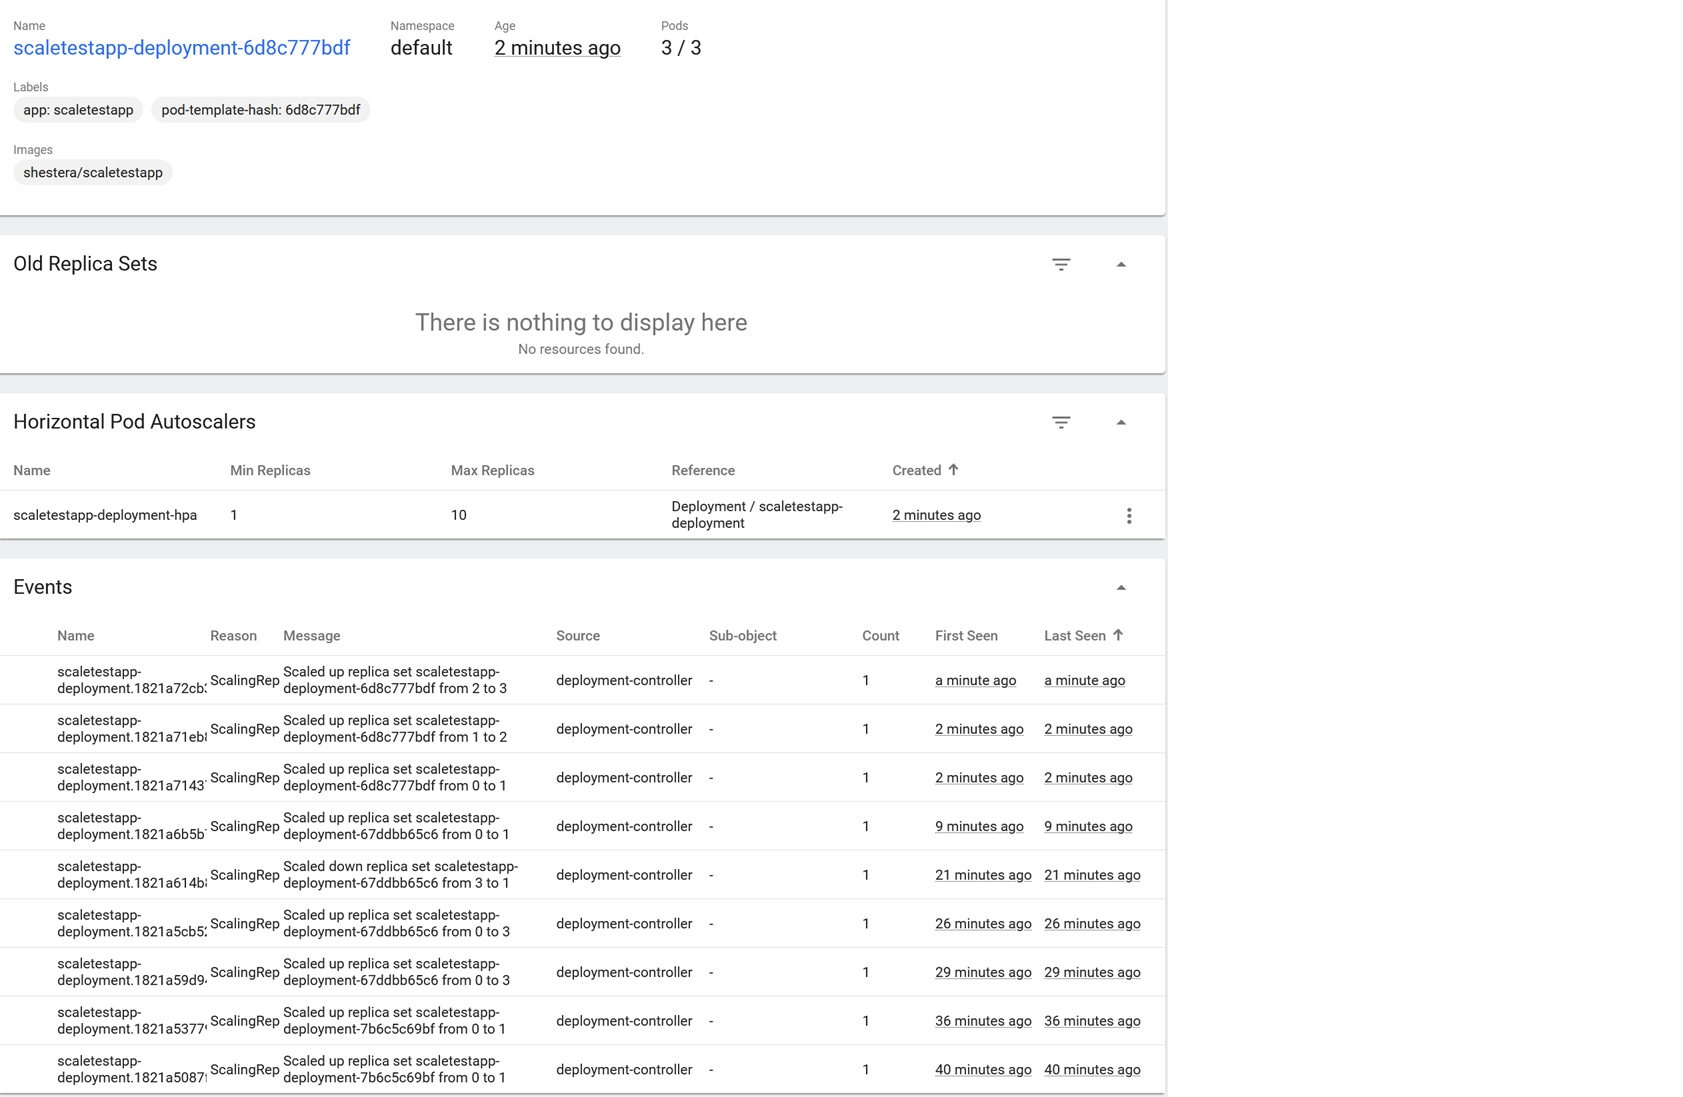 Name Namespace Age Pods
scaletestapp-deployment-6d8c777bdf default 2 minutes ago 3 / 3
Labels
app: scaletestapp pod-template-hash: 6d8c777bdf
Images
shestera/scaletestapp
Old Replica Sets
There is nothing to display here
No resources found.
Horizontal Pod Autoscalers
Name Min Replicas Max Replicas Reference Created
scaletestapp-deployment-hpa 1 10 Deployment / scaletestapp-
deployment 2 minutes ago
Events
Name Reason Message Source Sub-object Count First Seen Last Seen
scaletestapp- Scaled up replica set scaletestapp-
deployment.1821a72cb ScalingRep deployment-6d8c777bdf from 2 to 3 deployment-controller - 1 a minute ago a minute ago
scaletestapp- Scaled up replica set scaletestapp-
deployment.1821a71eb ScalingRep deployment-6d8c777bdf from 1 to 2 deployment-controller - 1 2 minutes ago 2 minutes ago
scaletestapp- Scaled up replica set scaletestapp-
deployment.1821a7143 ScalingRep deployment-6d8c777bdf from 0 to 1 deployment-controller - 1 2 minutes ago 2 minutes ago
scaletestapp- Scaled up replica set scaletestapp-
deployment.1821a6b5b ScalingRep deployment-67ddbb65c6 from 0 to 1 deployment-controller - 1 9 minutes ago 9 minutes ago
scaletestapp- Scaled down replica set scaletestapp-
deployment.1821a614b ScalingRep deployment-67ddbb65c6 from 3 to 1 deployment-controller - 1 21 minutes ago 21 minutes ago
scaletestapp- Scaled up replica set scaletestapp-
deployment.1821a5cb5 ScalingRep deployment-67ddbb65c6 from 0 to 3 deployment-controller - 1 26 minutes ago 26 minutes ago
scaletestapp- Scaled up replica set scaletestapp-
deployment.1821a59d9 ScalingRep deployment-67ddbb65c6 from 0 to 3 deployment-controller - 1 29 minutes ago 29 minutes ago
scaletestapp- Scaled up replica set scaletestapp-
deployment.1821a5377 ScalingRep deployment-7b6c5c69bf from 0 to 1 deployment-controller - 1 36 minutes ago 36 minutes ago
scaletestapp- Scaled up replica set scaletestapp-
deployment.1821a5087 ScalingRep deployment-7b6c5c69bf from 0 to 1 deployment-controller - 1 40 minutes ago 40 minutes ago